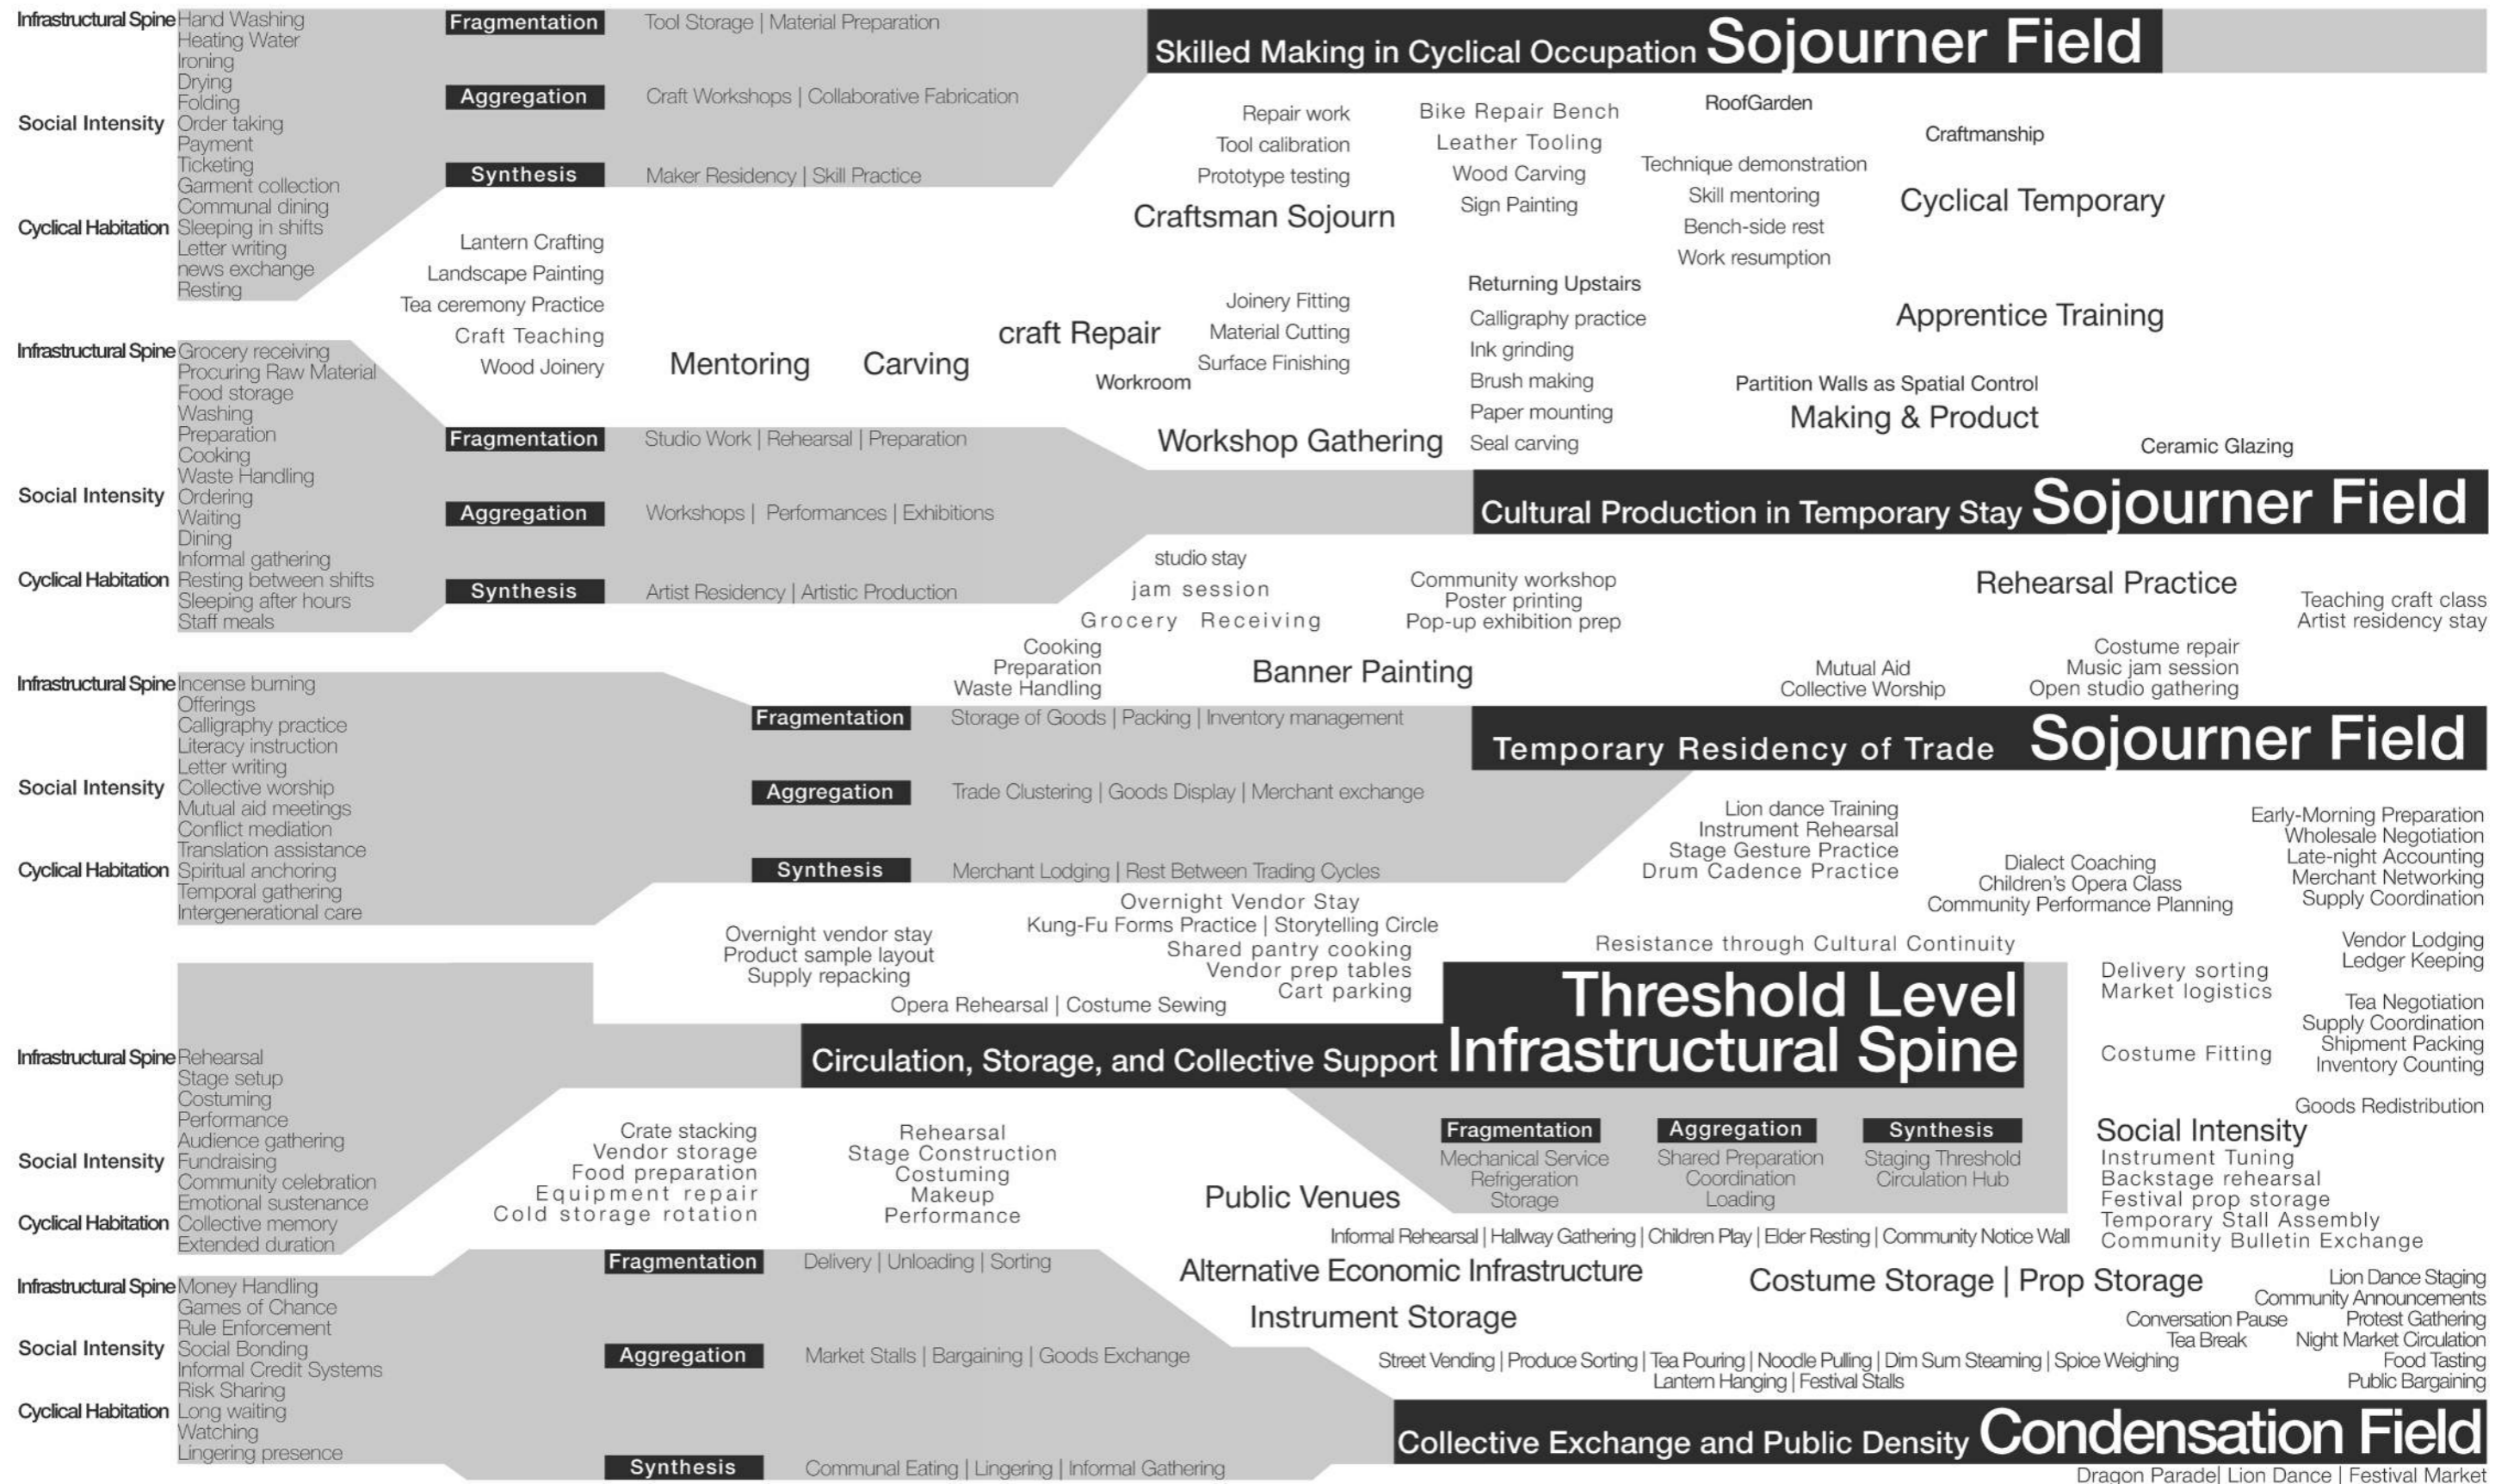 Infrastructural Spine Hand Washing
Heating Water
Ironing
Drying
Folding
Social Intensity Order taking
Payment
Ticketing
Garment collection
Communal dining
Cyclical Habitation Sleeping in shifts
Letter writing
news exchange
Resting
Fragmentation Tool Storage | Material Preparation
Aggregation Craft Workshops | Collaborative Fabrication
Synthesis Maker Residency | Skill Practice
Skilled Making in Cyclical Occupation Sojourner Field
Repair work
Tool calibration
Prototype testing
Craftsman Sojourn
Bike Repair Bench
Leather Tooling
Wood Carving
Sign Painting
RoofGarden
Craftmanship
Technique demonstration
Skill mentoring
Bench-side rest
Work resumption
Cyclical Temporary
Lantern Crafting
Landscape Painting
Tea ceremony Practice
Craft Teaching
Wood Joinery
Mentoring
Carving
craft Repair
Workroom
Joinery Fitting
Material Cutting
Surface Finishing
Workshop Gathering
Returning Upstairs
Calligraphy practice
Ink grinding
Brush making
Paper mounting
Seal carving
Apprentice Training
Partition Walls as Spatial Control
Making & Product
Ceramic Glazing
Infrastructural Spine Grocery receiving
Procuring Raw Material
Food storage
Washing
Preparation
Cooking
Waste Handling
Social Intensity Ordering
Waiting
Dining
Informal gathering
Cyclical Habitation Resting between shifts
Sleeping after hours
Staff meals
Fragmentation Studio Work | Rehearsal | Preparation
Aggregation Workshops | Performances | Exhibitions
Synthesis Artist Residency | Artistic Production
Cultural Production in Temporary Stay Sojourner Field
studio stay
jam session
Grocery Receiving
Cooking
Preparation
Waste Handling
Community workshop
Poster printing
Pop-up exhibition prep
Banner Painting
Rehearsal Practice
Teaching craft class
Artist residency stay
Mutual Aid
Collective Worship
Costume repair
Music jam session
Open studio gathering
Infrastructural Spine Incense burning
Offerings
Calligraphy practice
Literacy instruction
Letter writing
Social Intensity Collective worship
Mutual aid meetings
Conflict mediation
Translation assistance
Cyclical Habitation Spiritual anchoring
Temporal gathering
Intergenerational care
Fragmentation Storage of Goods | Packing | Inventory management
Aggregation Trade Clustering | Goods Display | Merchant exchange
Synthesis Merchant Lodging | Rest Between Trading Cycles
Temporary Residency of Trade Sojourner Field
Lion dance Training
Instrument Rehearsal
Stage Gesture Practice
Drum Cadence Practice
Dialect Coaching
Children's Opera Class
Community Performance Planning
Early-Morning Preparation
Wholesale Negotiation
Late-night Accounting
Merchant Networking
Supply Coordination
Overnight vendor stay
Product sample layout
Supply repacking
Overnight Vendor Stay
Kung-Fu Forms Practice | Storytelling Circle
Shared pantry cooking
Vendor prep tables
Cart parking
Opera Rehearsal | Costume Sewing
Resistance through Cultural Continuity
Vendor Lodging
Ledger Keeping
Delivery sorting
Market logistics
Tea Negotiation
Supply Coordination
Shipment Packing
Inventory Counting
Costume Fitting
Goods Redistribution
Threshold Level
Circulation, Storage, and Collective Support Infrastructural Spine
Infrastructural Spine Rehearsal
Stage setup
Costuming
Performance
Audience gathering
Social Intensity Fundraising
Community celebration
Emotional sustenance
Cyclical Habitation Collective memory
Extended duration
Crate stacking
Vendor storage
Food preparation
Equipment repair
Cold storage rotation
Rehearsal
Stage Construction
Costuming
Makeup
Performance
Public Venues
Fragmentation
Mechanical Service
Refrigeration
Storage
Aggregation
Shared Preparation
Coordination
Loading
Synthesis
Staging Threshold
Circulation Hub
Social Intensity
Instrument Tuning
Backstage rehearsal
Festival prop storage
Temporary Stall Assembly
Community Bulletin Exchange
Informal Rehearsal | Hallway Gathering | Children Play | Elder Resting | Community Notice Wall
Alternative Economic Infrastructure
Instrument Storage
Costume Storage | Prop Storage
Lion Dance Staging
Community Announcements
Conversation Pause
Protest Gathering
Tea Break
Night Market Circulation
Food Tasting
Public Bargaining
Street Vending | Produce Sorting | Tea Pouring | Noodle Pulling | Dim Sum Steaming | Spice Weighing
Lantern Hanging | Festival Stalls
Infrastructural Spine Money Handling
Games of Chance
Rule Enforcement
Social Intensity Social Bonding
Informal Credit Systems
Risk Sharing
Cyclical Habitation Long waiting
Watching
Lingering presence
Fragmentation Delivery | Unloading | Sorting
Aggregation Market Stalls | Bargaining | Goods Exchange
Synthesis Communal Eating | Lingering | Informal Gathering
Collective Exchange and Public Density Condensation Field
Dragon Parade| Lion Dance | Festival Market